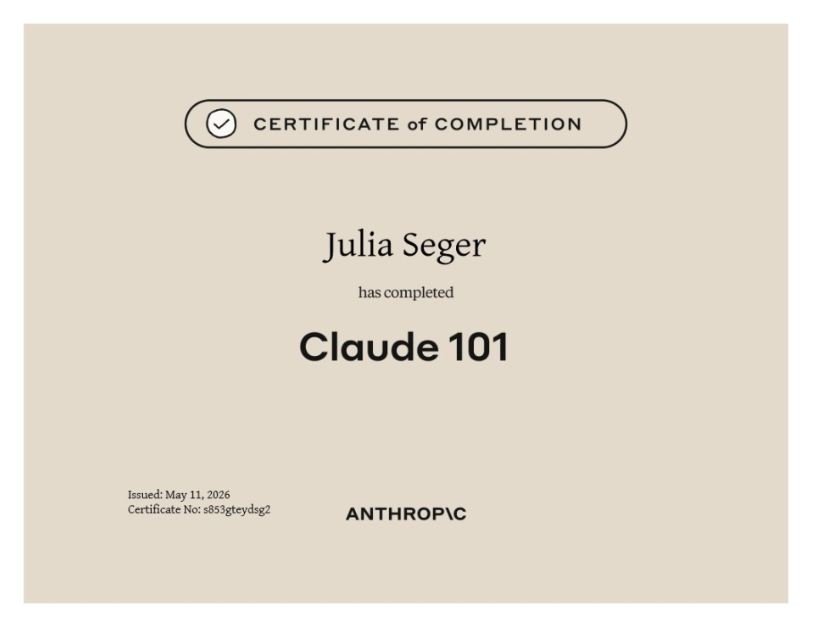 CERTIFICATE of COMPLETION
Julia Seger
has completed
Claude 101
Issued: May 11, 2026
Certificate No: s853gteydsg2
ANTHROP\C